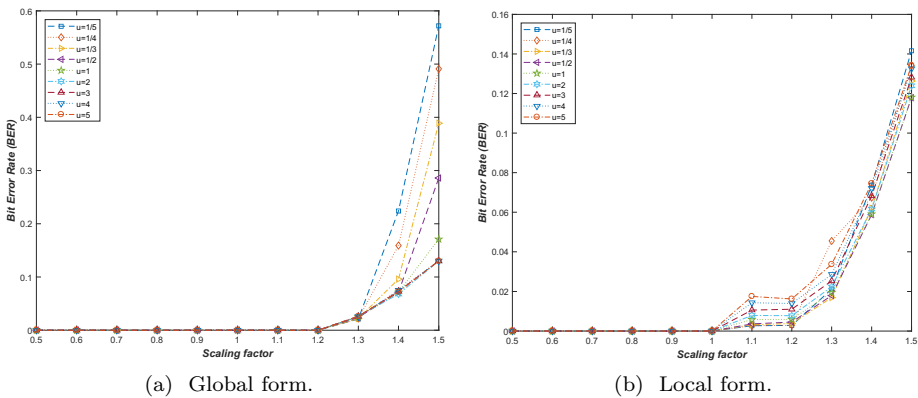 0.6
0.5
0.4
0.3
0.2
0.1
0
Bit Error Rate (BER)
u=1/5
u=1/4
u=1/3
u=1/2
u=1
u=2
u=3
u=4
u=5
0.5 0.6 0.7 0.8 0.9 1 1.1 1.2 1.3 1.4 1.5
Scaling factor
(a) Global form.
0.16
0.14
0.12
0.1
0.08
0.06
0.04
0.02
0
Bit Error Rate (BER)
u=1/5
u=1/4
u=1/3
u=1/2
u=1
u=2
u=3
u=4
u=5
0.5 0.6 0.7 0.8 0.9 1 1.1 1.2 1.3 1.4 1.5
Scaling factor
(b) Local form.